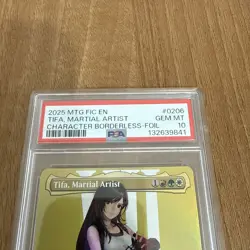 2025 MTG FIC EN #0206
TIFA, MARTIAL ARTIST GEM MT
CHARACTER BORDERLESS-FOIL 10
PSA 132639841
Tifa, Martial Artist 1